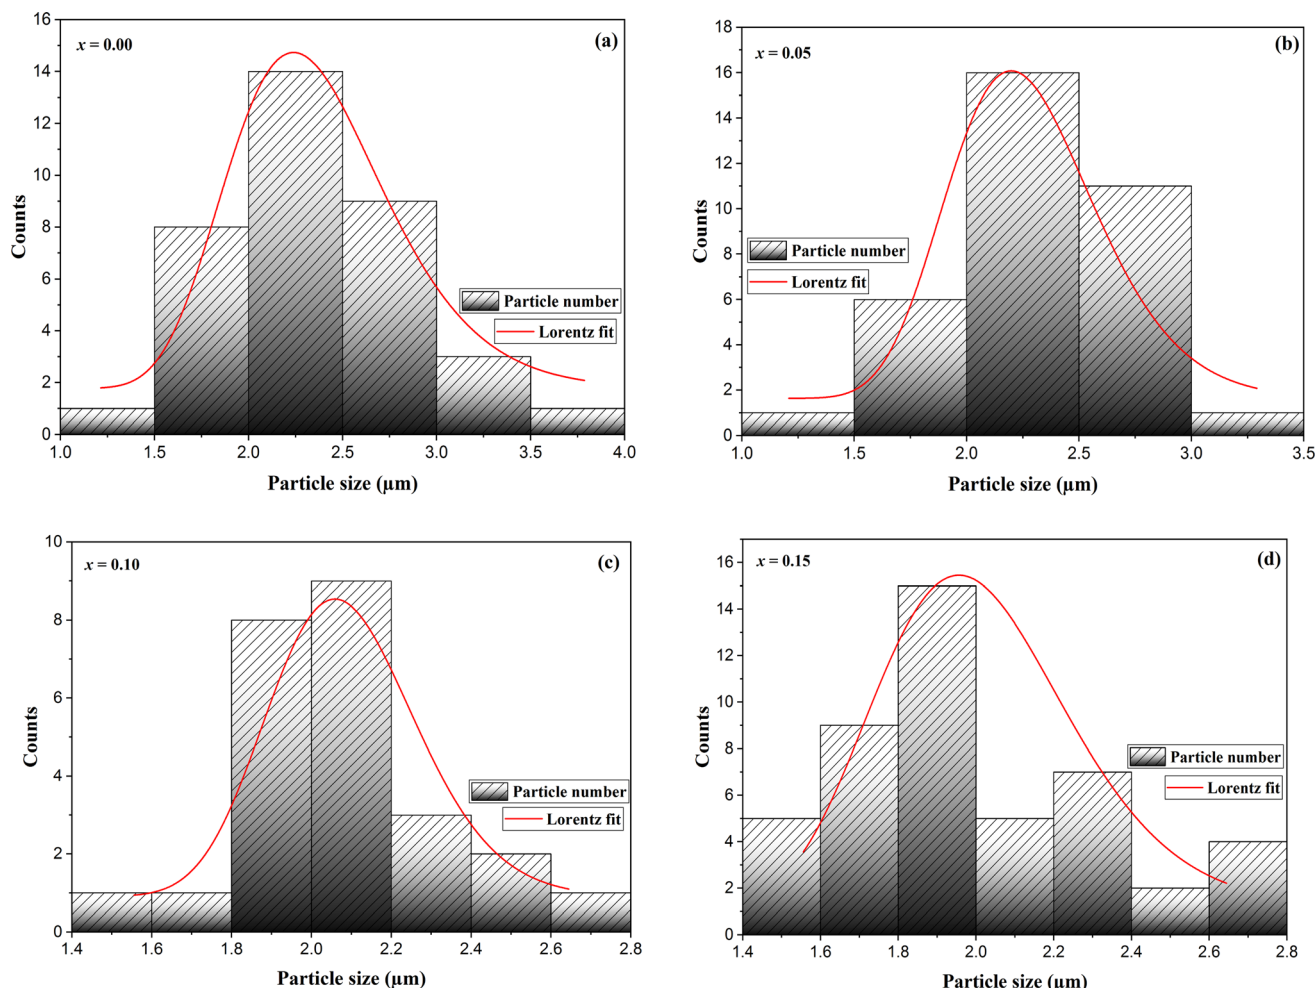 x = 0.00
(a)
16
14
12
10
8
6
4
2
0
Counts
Particle number
Lorentz fit
1.0 1.5 2.0 2.5 3.0 3.5 4.0
Particle size (µm)
x = 0.05
(b)
18
16
14
12
10
8
6
4
2
0
Counts
Particle number
Lorentz fit
1.0 1.5 2.0 2.5 3.0 3.5
Particle size (µm)
x = 0.10
(c)
10
8
6
4
2
0
Counts
Particle number
Lorentz fit
1.4 1.6 1.8 2.0 2.2 2.4 2.6 2.8
Particle size (µm)
x = 0.15
(d)
16
14
12
10
8
6
4
2
0
Counts
Particle number
Lorentz fit
1.4 1.6 1.8 2.0 2.2 2.4 2.6 2.8
Particle size (µm)